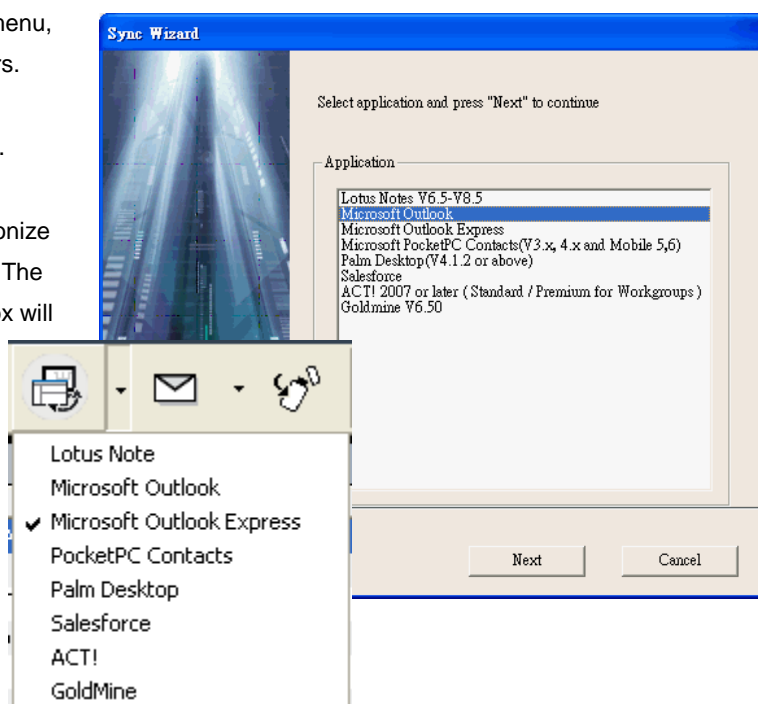 enu,
rs.
.
onize
The
ox will
Sync Wizard
Select application and press "Next" to continue
Application
Lotus Notes V6.5-V8.5
Microsoft Outlook
Microsoft Outlook Express
Microsoft PocketPC Contacts(V3.x, 4.x and Mobile 5,6)
Palm Desktop(V4.1.2 or above)
Salesforce
ACT! 2007 or later ( Standard / Premium for Workgroups )
Goldmine V6.50
Next
Cancel
Lotus Note
Microsoft Outlook
✔ Microsoft Outlook Express
PocketPC Contacts
Palm Desktop
Salesforce
ACT!
GoldMine